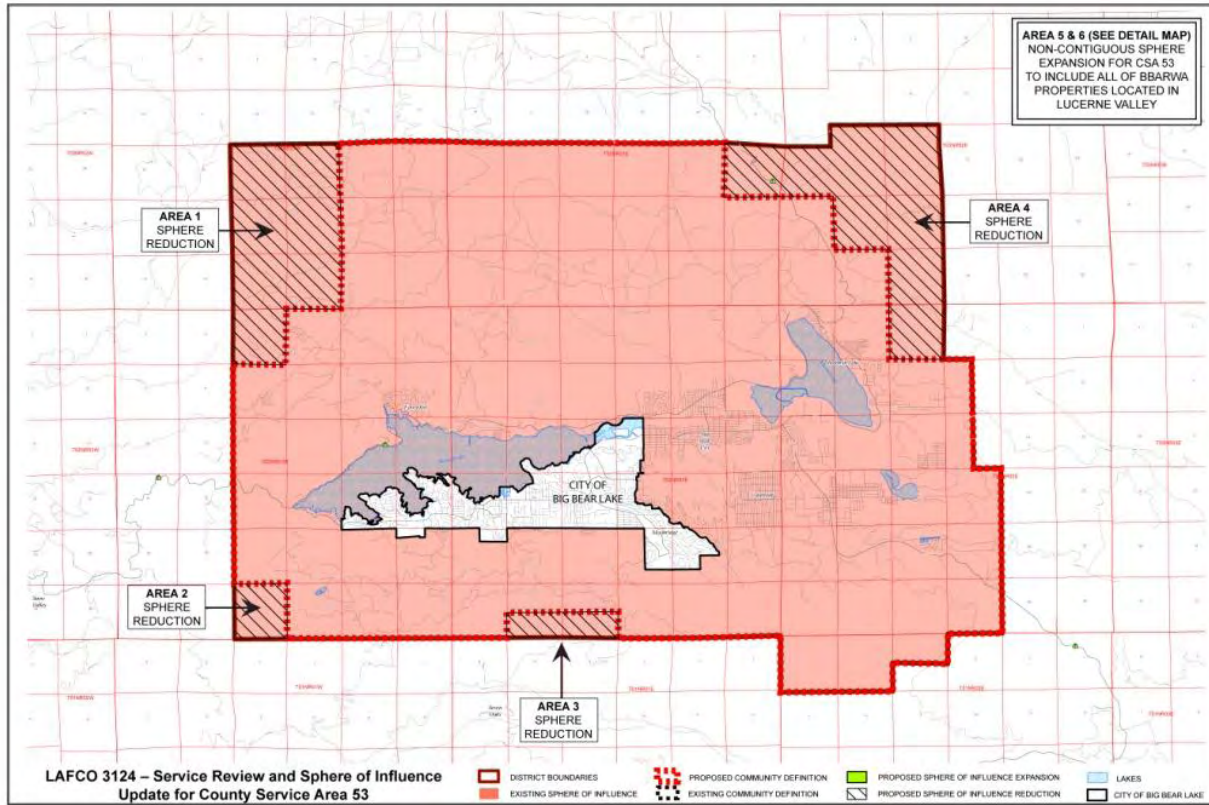 AREA 5 & 6 (SEE DETAIL MAP)
NON-CONTIGUOUS SPHERE
EXPANSION FOR CSA 53
TO INCLUDE ALL OF BBARWA
PROPERTIES LOCATED IN
LUCERNE VALLEY
AREA 1
SPHERE
REDUCTION
AREA 4
SPHERE
REDUCTION
CITY OF
BIG BEAR LAKE
AREA 2
SPHERE
REDUCTION
AREA 3
SPHERE
REDUCTION
LAFCO 3124 – Service Review and Sphere of Influence
Update for County Service Area 53
DISTRICT BOUNDARIES
EXISTING SPHERE OF INFLUENCE
PROPOSED COMMUNITY DEFINITION
EXISTING COMMUNITY DEFINITION
PROPOSED SPHERE OF INFLUENCE EXPANSION
PROPOSED SPHERE OF INFLUENCE REDUCTION
LAKES
CITY OF BIG BEAR LAKE